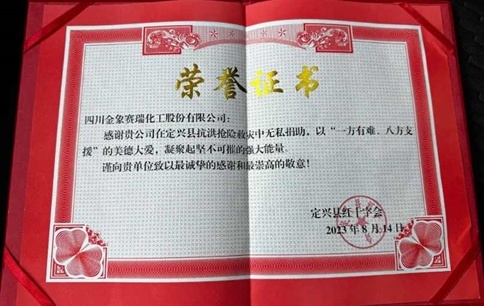 荣誉证书
四川金象赛瑞化工股份有限公司：
感谢贵公司在定兴县抗洪抢险救灾中无私捐助，以“一方有难、八方支
援”的美德大爱，凝聚起坚不可摧的强大能量。
谨向贵单位致以最诚挚的感谢和最崇高的敬意！
定兴县红十字会
2023年8月14日